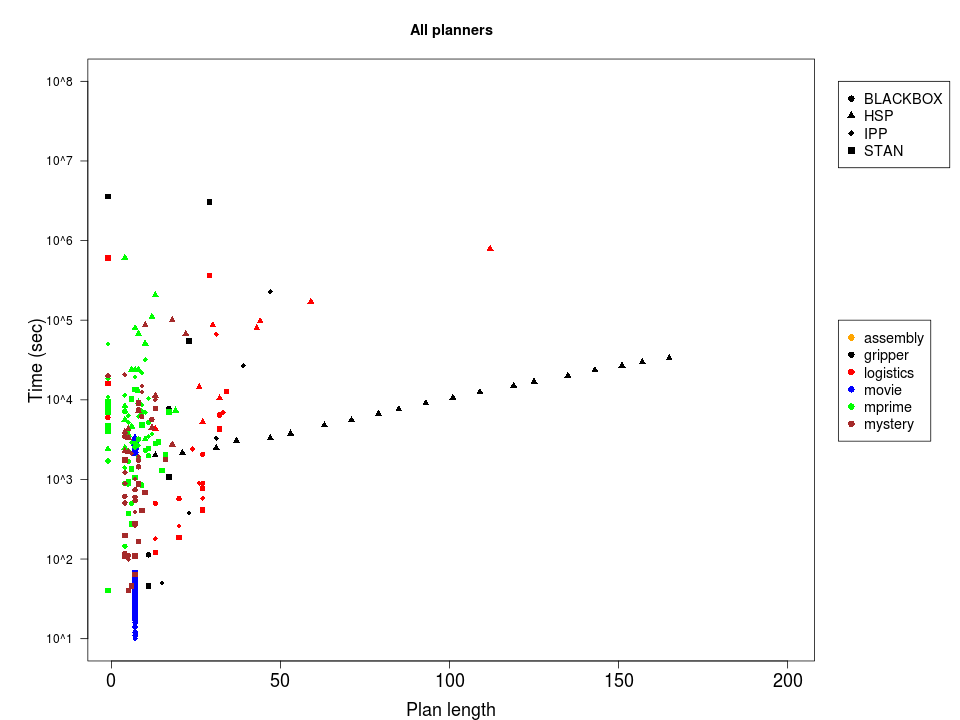 All planners
10^8
10^7
10^6
10^5
10^4
10^3
10^2
10^1
Time (sec)
0 50 100 150 200
Plan length
BLACKBOX
HSP
IPP
STAN
assembly
gripper
logistics
movie
mprime
mystery